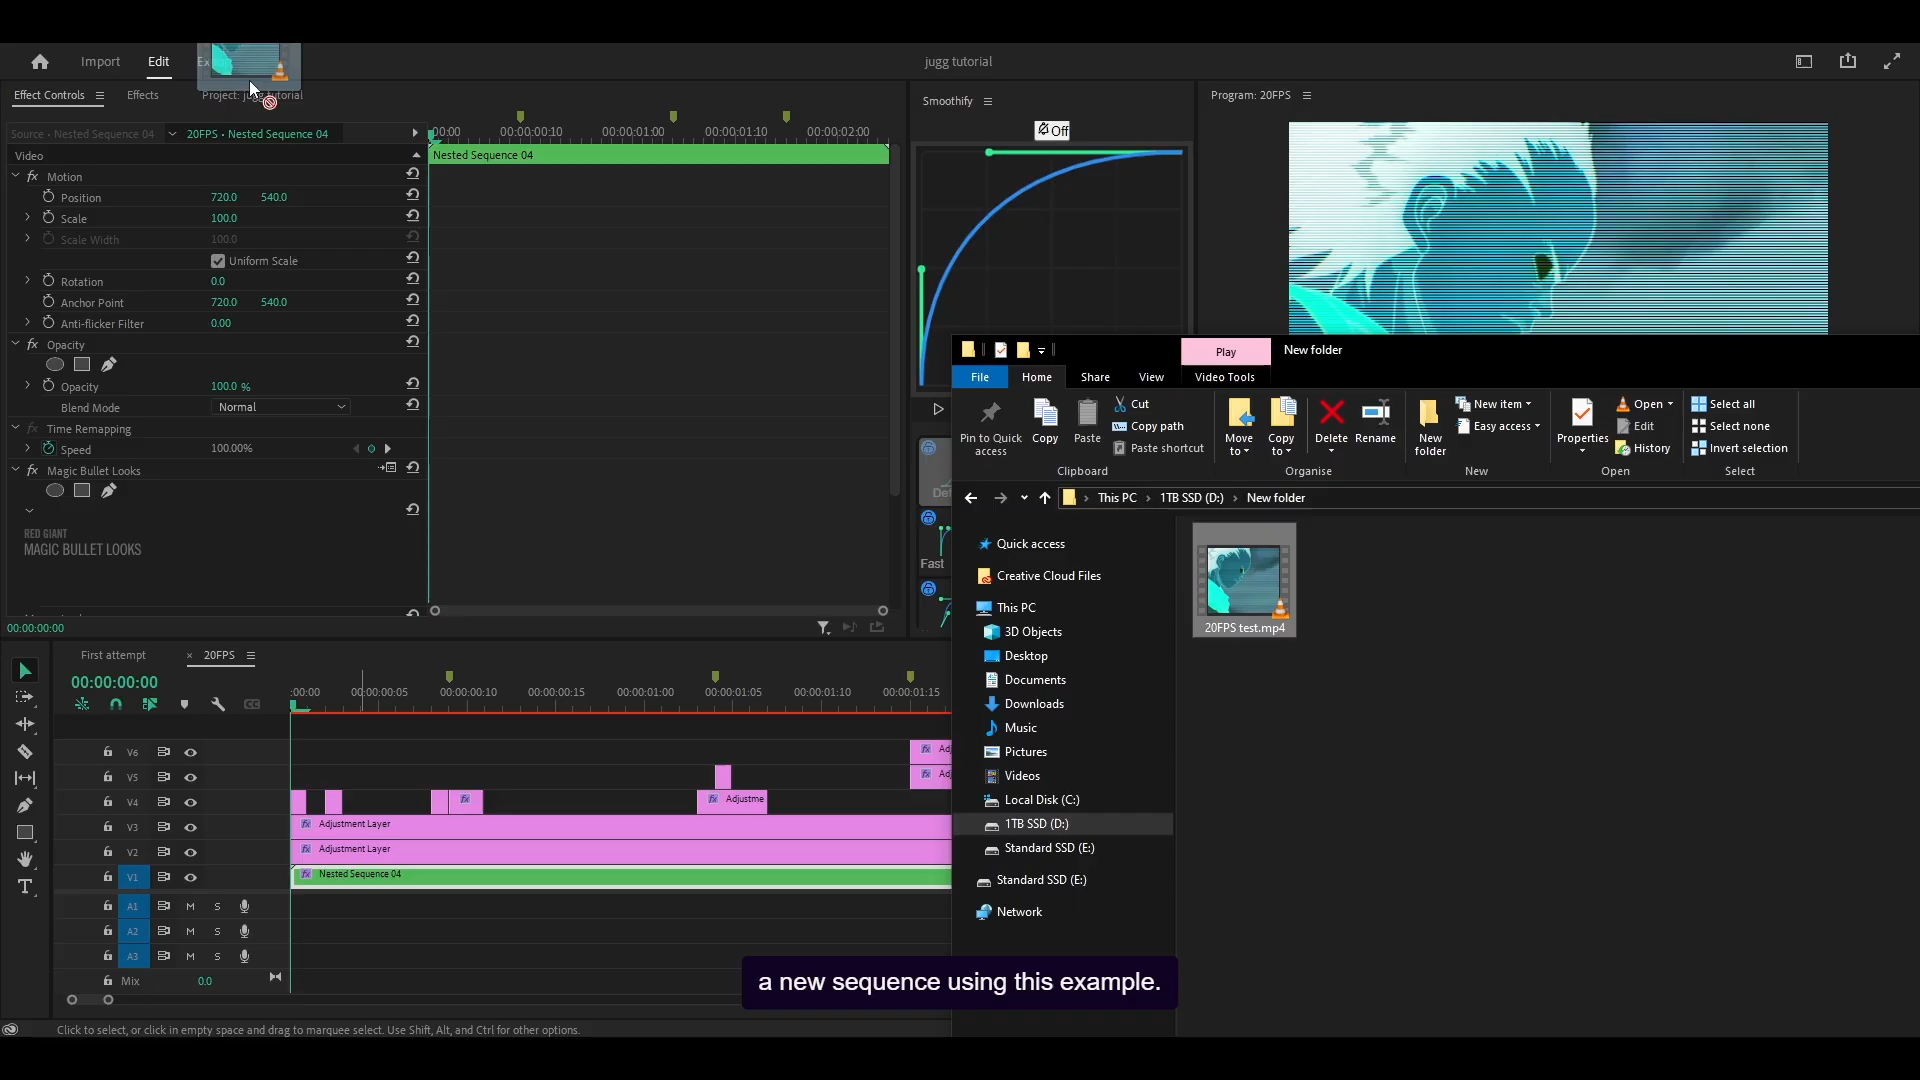 Import
Edit
jugg tutorial
Effect Controls
Effects
Project: jugg tutorial
Source • Nested Sequence 04
20FPS • Nested Sequence 04
:00:00
00:00:00:10
00:00:01:00
00:00:01:10
00:00:02:00
Video
Nested Sequence 04
Motion
Position 720.0 540.0
Scale 100.0
Scale Width 100.0
Uniform Scale
Rotation 0.0
Anchor Point 720.0 540.0
Anti-flicker Filter 0.00
Opacity
Opacity 100.0 %
Blend Mode Normal
Time Remapping
Speed 100.00%
Magic Bullet Looks
RED GIANT
MAGIC BULLET LOOKS
00:00:00:00
Smoothify
Off
Fast
Program: 20FPS
Play
New folder
File
Home
Share
View
Video Tools
Pin to Quick access
Copy
Paste
Cut
Copy path
Paste shortcut
Clipboard
Move to
Copy to
Delete
Rename
Organise
New folder
New item
Easy access
New
Properties
Open
Edit
History
Open
Select all
Select none
Invert selection
Select
This PC
1TB SSD (D:)
New folder
Quick access
Creative Cloud Files
This PC
3D Objects
Desktop
Documents
Downloads
Music
Pictures
Videos
Local Disk (C:)
1TB SSD (D:)
Standard SSD (E:)
Standard SSD (E:)
Network
20FPS test.mp4
First attempt
20FPS
00:00:00:00
:00:00
00:00:00:05
00:00:00:10
00:00:00:15
00:00:01:00
00:00:01:05
00:00:01:10
00:00:01:15
V6
V5
V4
fx Adjustme
V3
fx Adjustment Layer
V2
fx Adjustment Layer
V1
fx Nested Sequence 04
A1 M S
A2 M S
A3 M S
Mix 0.0
a new sequence using this example.
Click to select, or click in empty space and drag to marquee select. Use Shift, Alt, and Ctrl for other options.